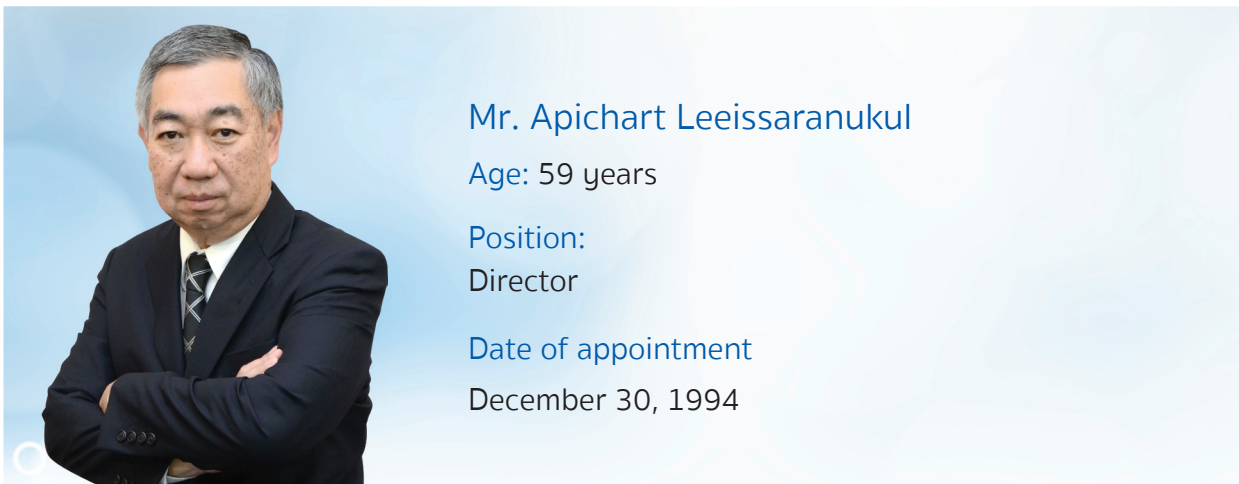 Mr. Apichart Leeissaranukul
Age: 59 years
Position:
Director
Date of appointment
December 30, 1994